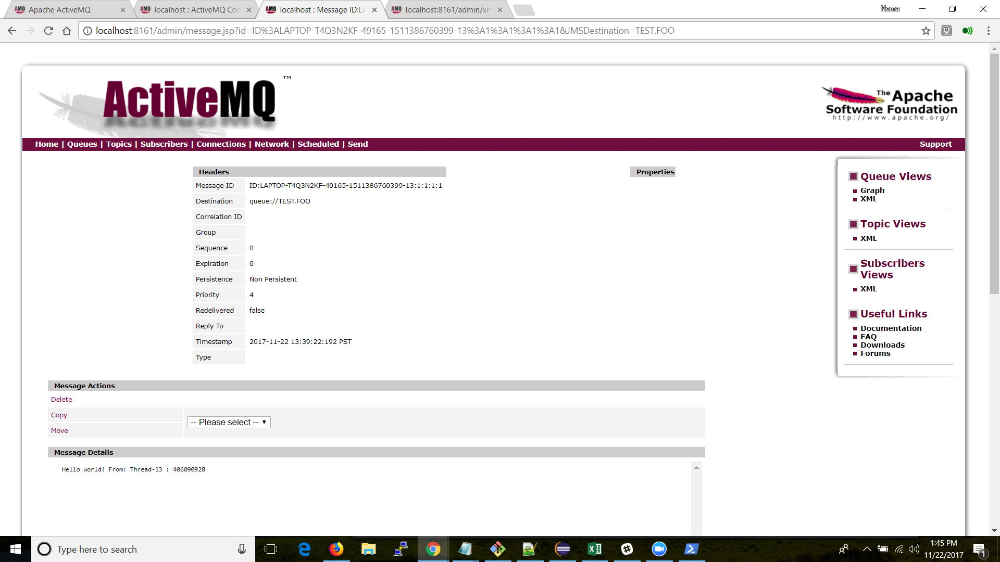 Apache ActiveMQ
localhost : ActiveMQ Con
localhost : Message ID:LA
localhost:8161/admin/xm
Hema
localhost:8161/admin/message.jsp?id=ID%3ALAPTOP-T4Q3N2KF-49165-1511386760399-13%3A1%3A1%3A1%3A1&JMSDestination=TEST.FOO
ActiveMQ ™
The Apache
Software Foundation
http://www.apache.org/
Home | Queues | Topics | Subscribers | Connections | Network | Scheduled | Send
Support
Headers
Message ID ID:LAPTOP-T4Q3N2KF-49165-1511386760399-13:1:1:1:1
Destination queue://TEST.FOO
Correlation ID
Group
Sequence 0
Expiration 0
Persistence Non Persistent
Priority 4
Redelivered false
Reply To
Timestamp 2017-11-22 13:39:22:192 PST
Type
Properties
Queue Views
Graph
XML
Topic Views
XML
Subscribers
Views
XML
Useful Links
Documentation
FAQ
Downloads
Forums
Message Actions
Delete
Copy
Move
-- Please select --
Message Details
Hello world! From: Thread-13 : 406090928
Type here to search
1:45 PM
11/22/2017
1